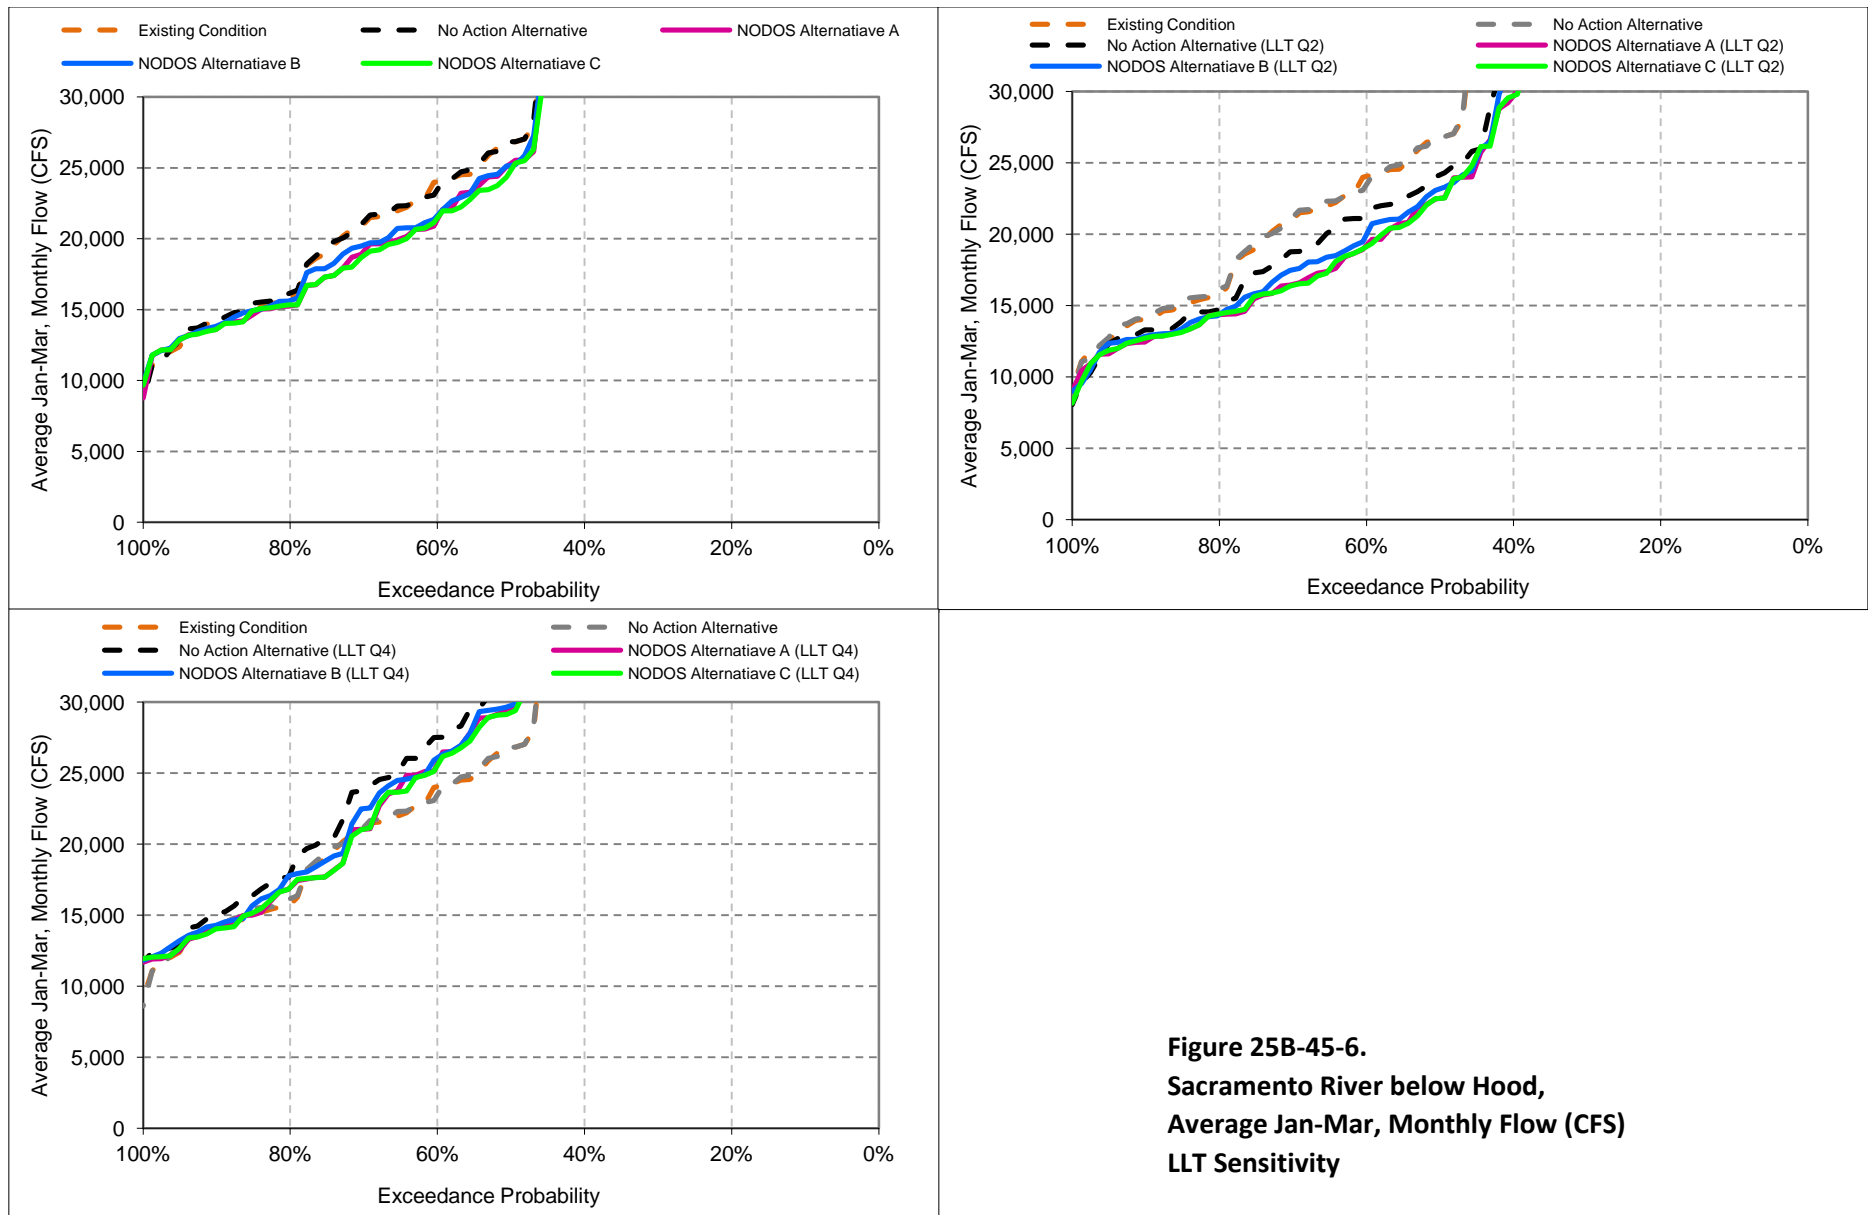 Existing Condition
No Action Alternative
NODOS Alternatiave A
NODOS Alternatiave B
NODOS Alternatiave C
Average Jan-Mar, Monthly Flow (CFS)
30,000
25,000
20,000
15,000
10,000
5,000
0
100% 80% 60% 40% 20% 0%
Exceedance Probability
Existing Condition
No Action Alternative
No Action Alternative (LLT Q2)
NODOS Alternatiave A (LLT Q2)
NODOS Alternatiave B (LLT Q2)
NODOS Alternatiave C (LLT Q2)
Average Jan-Mar, Monthly Flow (CFS)
30,000
25,000
20,000
15,000
10,000
5,000
0
100% 80% 60% 40% 20% 0%
Exceedance Probability
Existing Condition
No Action Alternative
No Action Alternative (LLT Q4)
NODOS Alternatiave A (LLT Q4)
NODOS Alternatiave B (LLT Q4)
NODOS Alternatiave C (LLT Q4)
Average Jan-Mar, Monthly Flow (CFS)
30,000
25,000
20,000
15,000
10,000
5,000
0
100% 80% 60% 40% 20% 0%
Exceedance Probability
Figure 25B-45-6.
Sacramento River below Hood,
Average Jan-Mar, Monthly Flow (CFS)
LLT Sensitivity